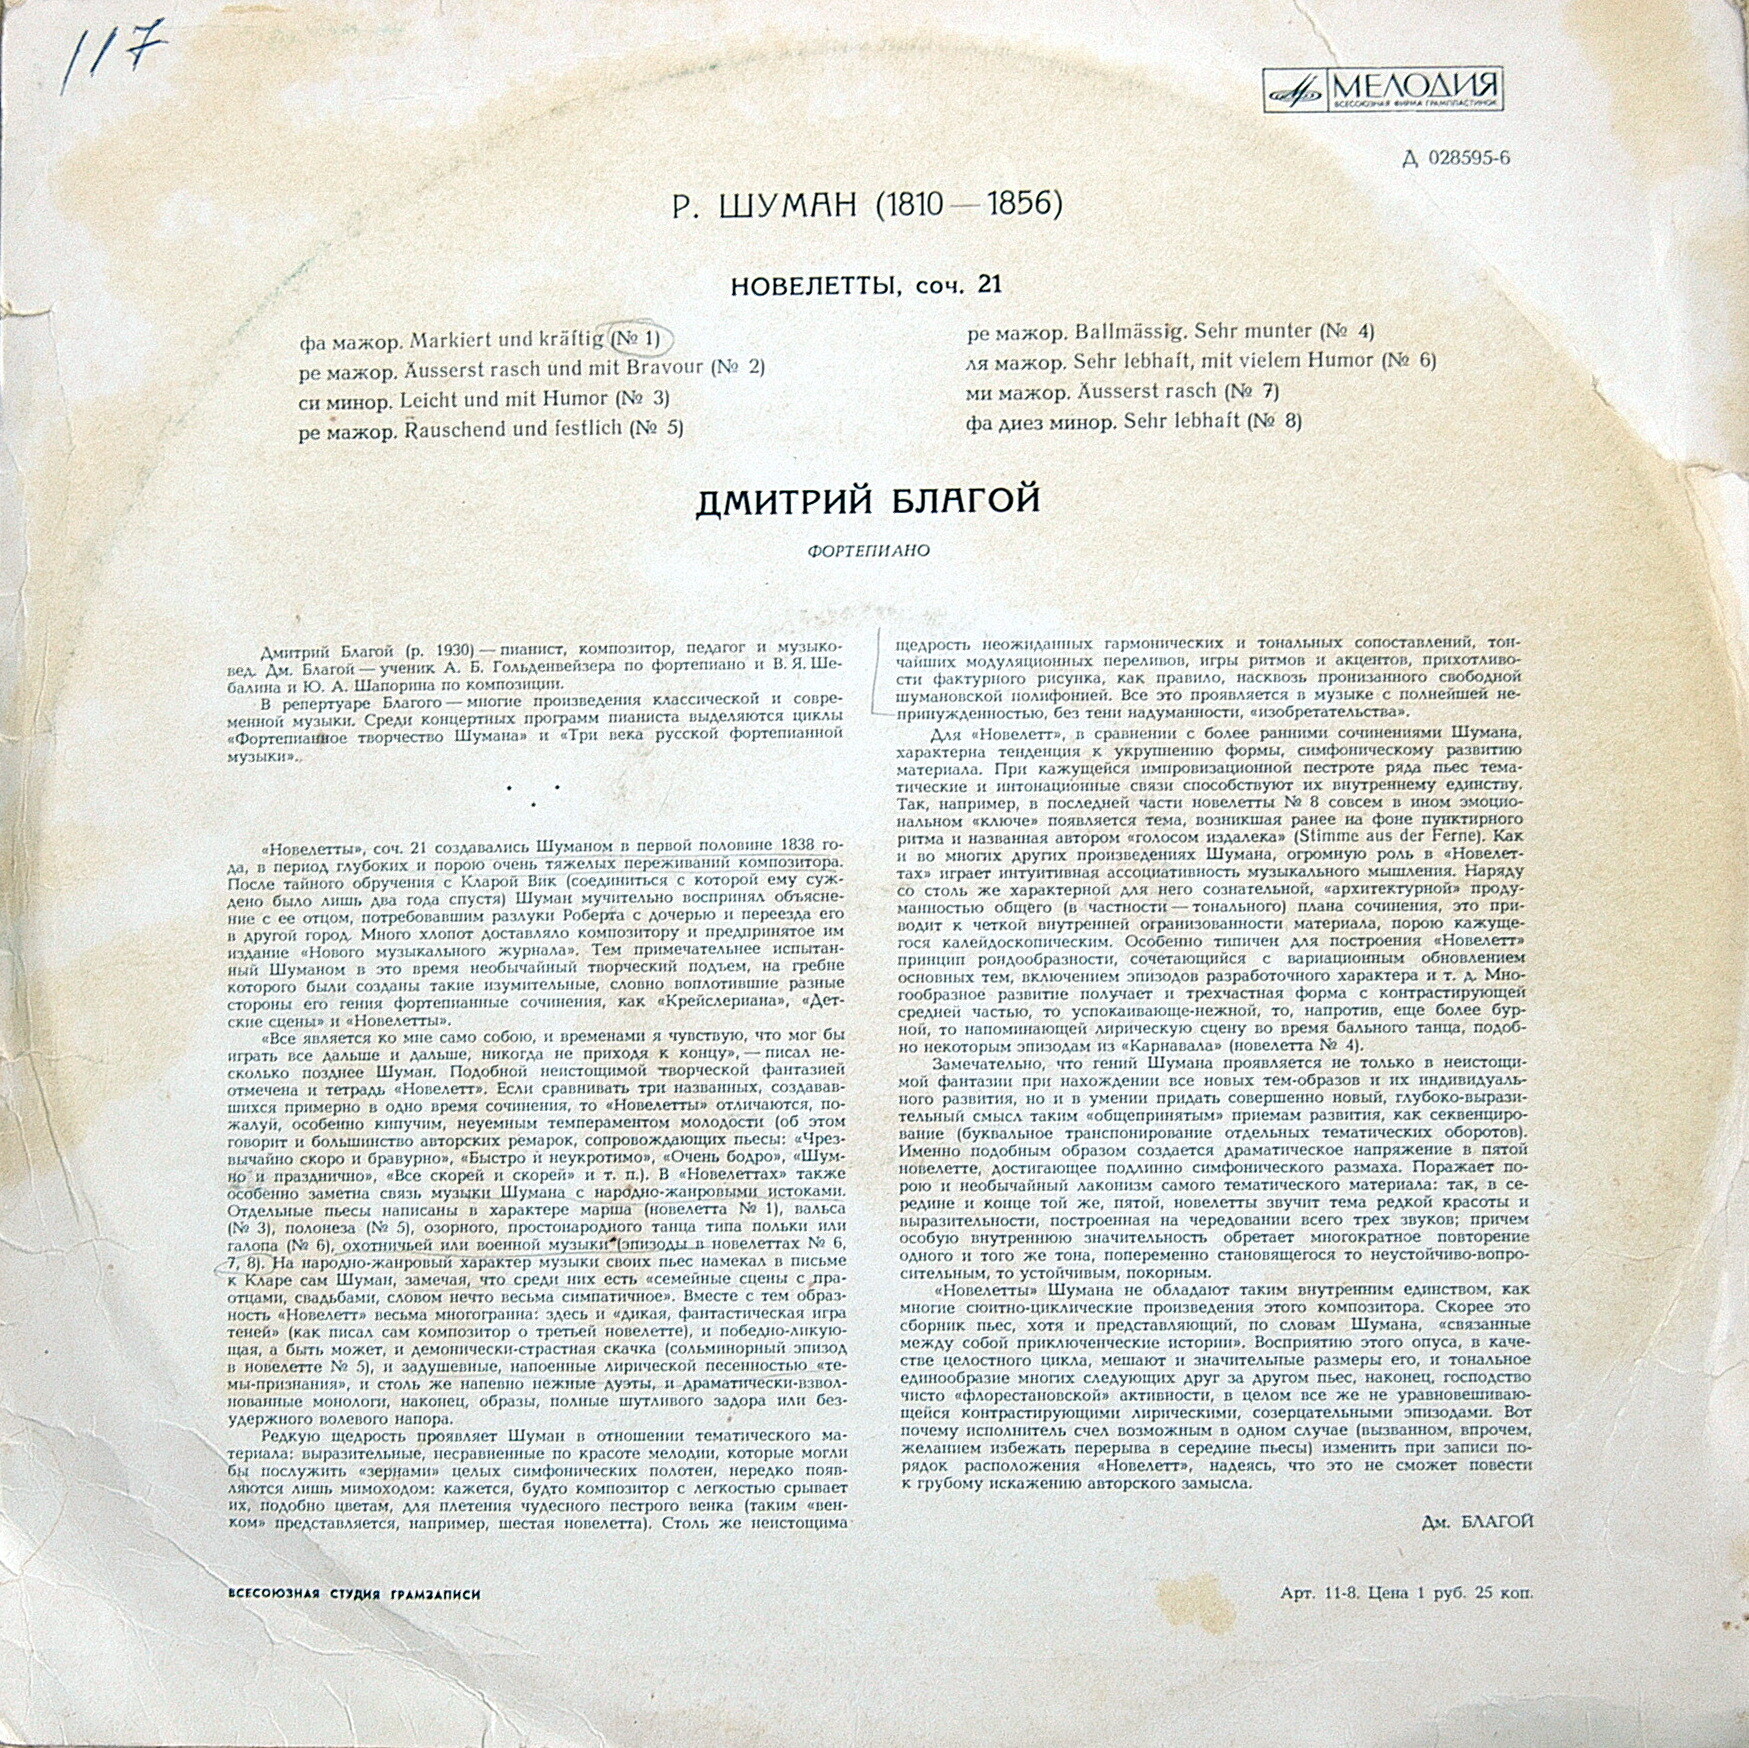 117
МЕЛОДИЯ
ВСЕСОЮЗНАЯ ФИРМА ГРАМПЛАСТИНОК
Д 028595-6
Р. ШУМАН (1810—1856)
НОВЕЛЕТТЫ, соч. 21
фа мажор. Markiert und kräftig (№ 1)
ре мажор. Äusserst rasch und mit Bravour (№ 2)
си минор. Leicht und mit Humor (№ 3)
ре мажор. Rauschend und festlich (№ 5)
ре мажор. Ballmässig. Sehr munter (№ 4)
ля мажор. Sehr lebhaft, mit vielem Humor (№ 6)
ми мажор. Äusserst rasch (№ 7)
фа диез минор. Sehr lebhaft (№ 8)
ДМИТРИЙ БЛАГОЙ
ФОРТЕПИАНО
Дмитрий Благой (р. 1930) — пианист, композитор, педагог и музыко-
вед. Дм. Благой — ученик А. Б. Гольденвейзера по фортепиано и В. Я. Ше-
балина и Ю. А. Шапорина по композиции.
В репертуаре Благого — многие произведения классической и совре-
менной музыки. Среди концертных программ пианиста выделяются циклы
«Фортепианное творчество Шумана» и «Три века русской фортепианной
музыки».
«Новелетты», соч. 21 создавались Шуманом в первой половине 1838 го-
да, в период глубоких и порою очень тяжелых переживаний композитора.
После тайного обручения с Кларой Вик (соединиться с которой ему суж-
дено было лишь два года спустя) Шуман мучительно воспринял объясне-
ние с ее отцом, потребовавшим разлуки Роберта с дочерью и переезда его
в другой город. Много хлопот доставляло композитору и предпринятое им
издание «Нового музыкального журнала». Тем примечательнее испытан-
ный Шуманом в это время необычайный творческий подъем, на гребне
которого были созданы такие изумительные, словно воплотившие разные
стороны его гения фортепианные сочинения, как «Крейслериана», «Дет-
ские сцены» и «Новелетты».
«Все является ко мне само собою, и временами я чувствую, что мог бы
играть все дальше и дальше, никогда не приходя к концу», — писал не-
сколько позднее Шуман. Подобной неистощимой творческой фантазией
отмечена и тетрадь «Новелетт». Если сравнивать три названных, создавав-
шихся примерно в одно время сочинения, то «Новелетты» отличаются, по-
жалуй, особенно кипучим, неуемным темпераментом молодости (об этом
говорит и большинство авторских ремарок, сопровождающих пьесы: «Чрез-
вычайно скоро и бравурно», «Быстро и неукротимо», «Очень бодро», «Шум-
но и празднично», «Все скорей и скорей» и т. п.). В «Новелеттах» также
особенно заметна связь музыки Шумана с народно-жанровыми истоками.
Отдельные пьесы написаны в характере марша (новелетта № 1), вальса
(№ 3), полонеза (№ 5), озорного, простонародного танца типа польки или
галопа (№ 6), охотничьей или военной музыки (эпизоды в новелеттах № 6,
7, 8). На народно-жанровый характер музыки своих пьес намекал в письме
к Кларе сам Шуман, замечая, что среди них есть «семейные сцены с пра-
отцами, свадьбами, словом нечто весьма симпатичное». Вместе с тем образ-
ность «Новелетт» весьма многогранна: здесь и «дикая, фантастическая игра
теней» (как писал сам композитор о третьей новелетте), и победно-ликую-
щая, а быть может, и демонически-страстная скачка (сольминорный эпизод
в новелетте № 5), и задушевные, напоенные лирической песенностью «те-
мы-признания», и столь же напевно нежные дуэты, и драматически-взвол-
нованные монологи, наконец, образы, полные шутливого задора или без-
удержного волевого напора.
Редкую щедрость проявляет Шуман в отношении тематического ма-
териала: выразительные, несравненные по красоте мелодии, которые могли
бы послужить «зернами» целых симфонических полотен, нередко появ-
ляются лишь мимоходом: кажется, будто композитор с легкостью срывает
их, подобно цветам, для плетения чудесного пестрого венка (таким «вен-
ком» представляется, например, шестая новелетта). Столь же неистощима
щедрость неожиданных гармонических и тональных сопоставлений, тон-
чайших модуляционных переливов, игры ритмов и акцентов, прихотливо-
сти фактурного рисунка, как правило, насквозь пронизанного свободной
шумановской полифонией. Все это проявляется в музыке с полнейшей не-
принужденностью, без тени надуманности, «изобретательства».
Для «Новелетт», в сравнении с более ранними сочинениями Шумана,
характерна тенденция к укрупнению формы, симфоническому развитию
материала. При кажущейся импровизационной пестроте ряда пьес тема-
тические и интонационные связи способствуют их внутреннему единству.
Так, например, в последней части новелетты № 8 совсем в ином эмоцио-
нальном «ключе» появляется тема, возникшая ранее на фоне пунктирного
ритма и названная автором «голосом издалека» (Stimme aus der Ferne). Как
и во многих других произведениях Шумана, огромную роль в «Новелет-
тах» играет интуитивная ассоциативность музыкального мышления. Наряду
со столь же характерной для него сознательной, «архитектурной» проду-
манностью общего (в частности — тонального) плана сочинения, это при-
водит к четкой внутренней огранизованности материала, порою кажуще-
гося калейдоскопическим. Особенно типичен для построения «Новелетт»
принцип рондообразности, сочетающийся с вариационным обновлением
основных тем, включением эпизодов разработочного характера и т. д. Мно-
гообразное развитие получает и трехчастная форма с контрастирующей
средней частью, то успокаивающе-нежной, то, напротив, еще более бур-
ной, то напоминающей лирическую сцену во время бального танца, подоб-
но некоторым эпизодам из «Карнавала» (новелетта № 4).
Замечательно, что гений Шумана проявляется не только в неистощи-
мой фантазии при нахождении все новых тем-образов и их индивидуаль-
ного развития, но и в умении придать совершенно новый, глубоко-вырази-
тельный смысл таким «общепринятым» приемам развития, как секвенциро-
вание (буквальное транспонирование отдельных тематических оборотов).
Именно подобным образом создается драматическое напряжение в пятой
новелетте, достигающее подлинно симфонического размаха. Поражает по-
рою и необычайный лаконизм самого тематического материала: так, в се-
редине и конце той же, пятой, новелетты звучит тема редкой красоты и
выразительности, построенная на чередовании всего трех звуков; причем
особую внутреннюю значительность обретает многократное повторение
одного и того же тона, попеременно становящегося то неустойчиво-вопро-
сительным, то устойчивым, покорным.
«Новелетты» Шумана не обладают таким внутренним единством, как
многие сюитно-циклические произведения этого композитора. Скорее это
сборник пьес, хотя и представляющий, по словам Шумана, «связанные
между собой приключенческие истории». Восприятию этого опуса, в каче-
стве целостного цикла, мешают и значительные размеры его, и тональное
единообразие многих следующих друг за другом пьес, наконец, господство
чисто «флорестановской» активности, в целом все же не уравновешиваю-
щейся контрастирующими лирическими, созерцательными эпизодами. Вот
почему исполнитель счел возможным в одном случае (вызванном, впрочем,
желанием избежать перерыва в середине пьесы) изменить при записи по-
рядок расположения «Новелетт», надеясь, что это не сможет повести
к грубому искажению авторского замысла.
Дм. БЛАГОЙ
ВСЕСОЮЗНАЯ СТУДИЯ ГРАМЗАПИСИ
Арт. 11-8. Цена 1 руб. 25 коп.